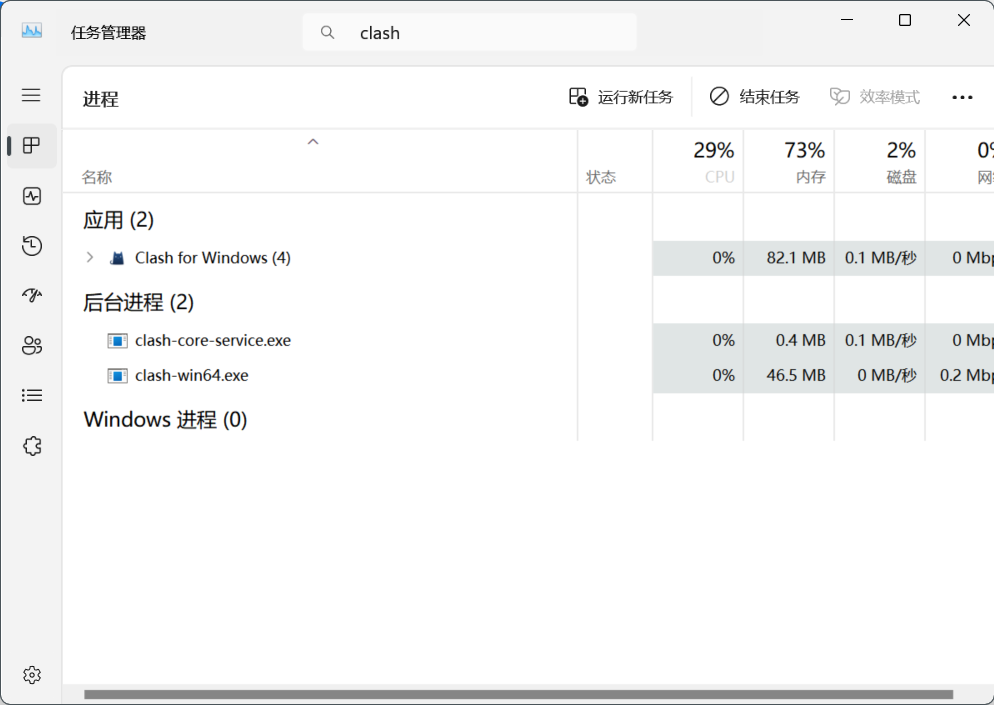 任务管理器
clash
进程
运行新任务
结束任务
效率模式
29% 73% 2% 0%
名称 状态 CPU 内存 磁盘
应用 (2)
Clash for Windows (4) 0% 82.1 MB 0.1 MB/秒 0 Mbp
后台进程 (2)
clash-core-service.exe 0% 0.4 MB 0.1 MB/秒 0 Mbp
clash-win64.exe 0% 46.5 MB 0 MB/秒 0.2 Mbp
Windows 进程 (0)